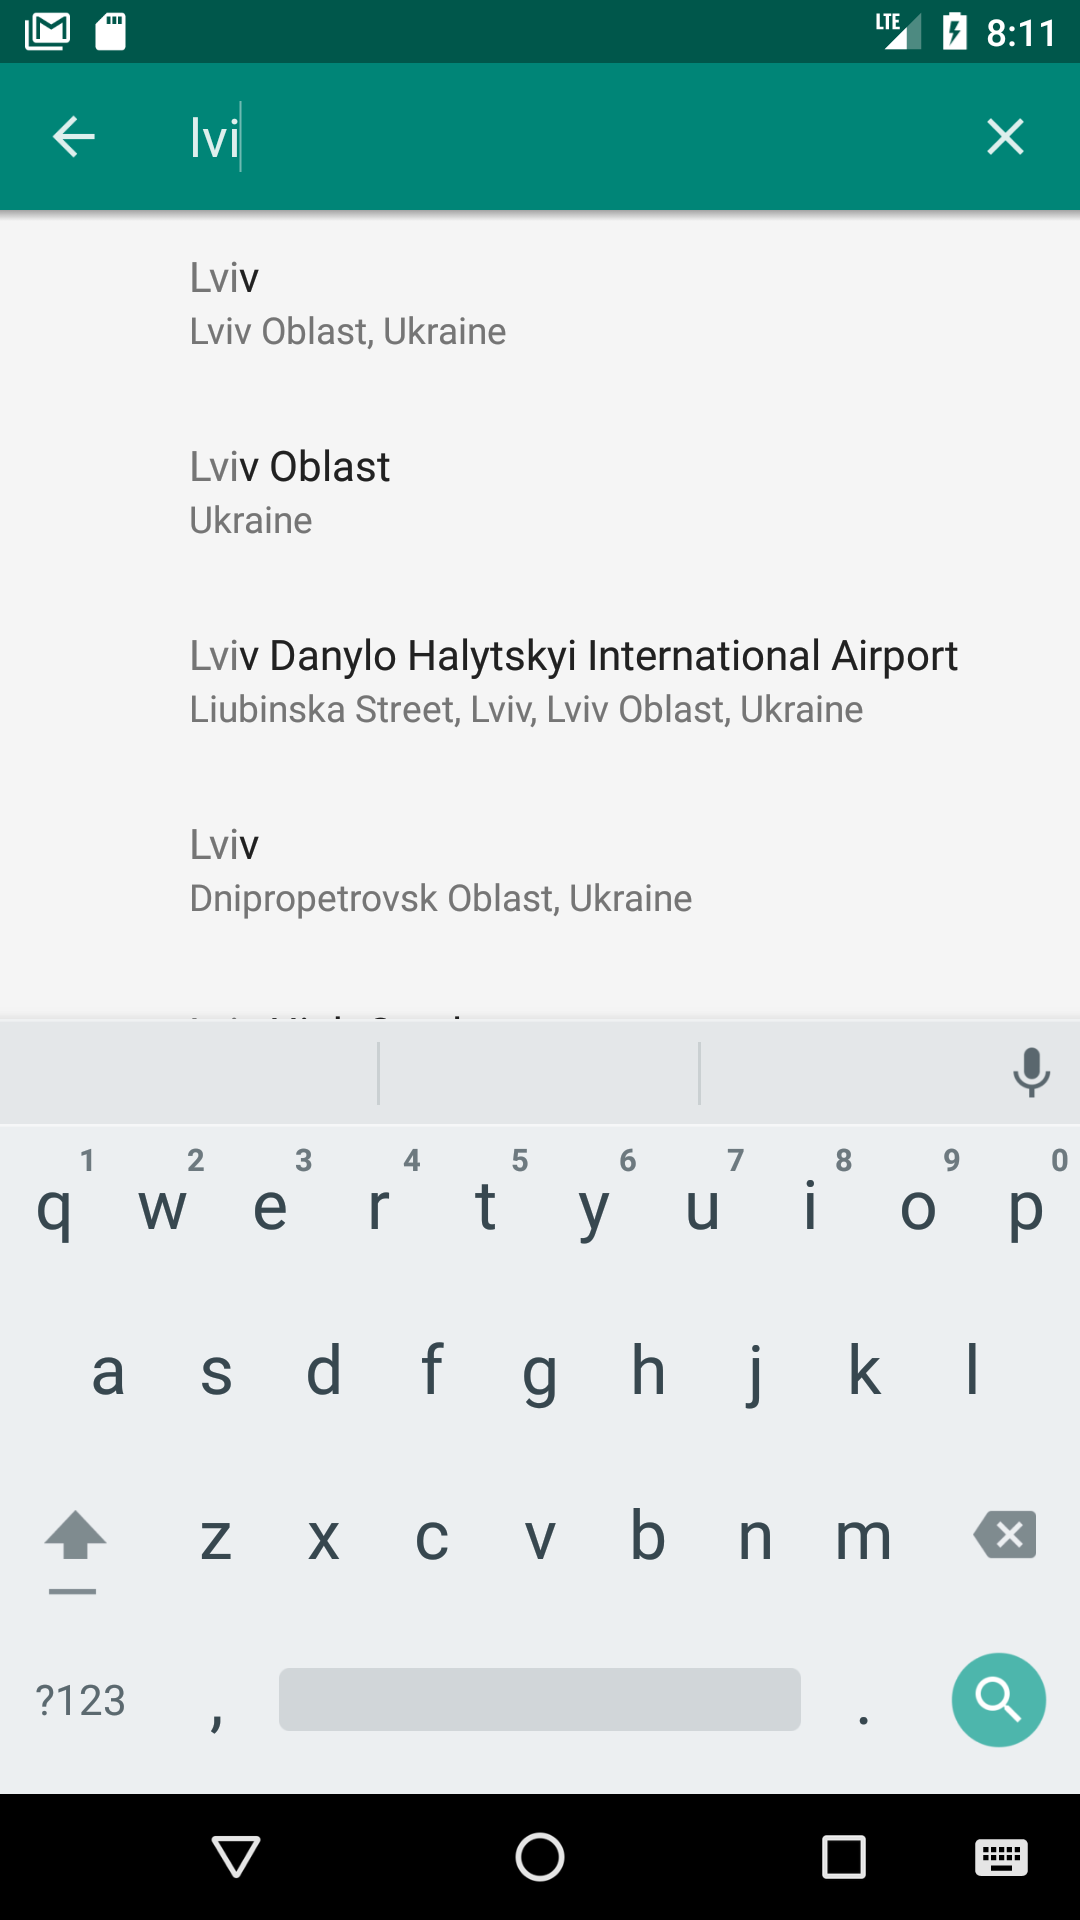 LTE 8:11
lvi
Lviv
Lviv Oblast, Ukraine
Lviv Oblast
Ukraine
Lviv Danylo Halytskyi International Airport
Liubinska Street, Lviv, Lviv Oblast, Ukraine
Lviv
Dnipropetrovsk Oblast, Ukraine
1 2 3 4 5 6 7 8 9 0
q w e r t y u i o p
a s d f g h j k l
z x c v b n m
?123 , .